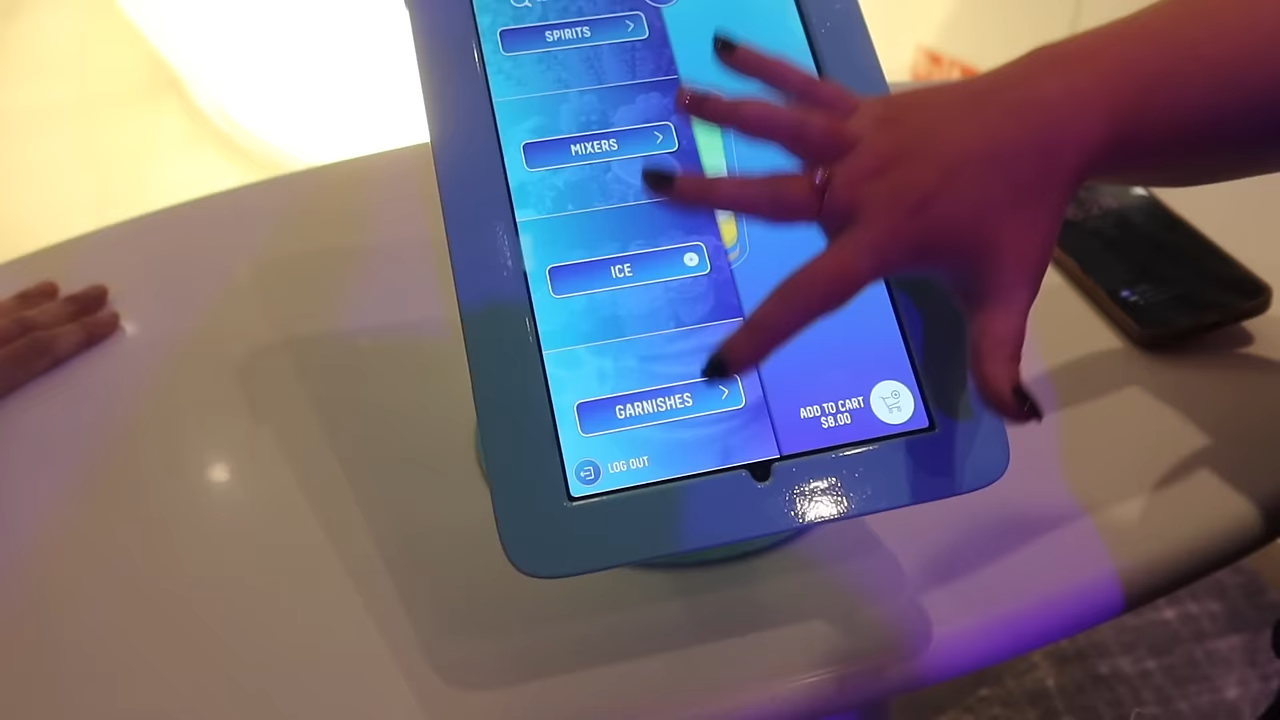 SPIRITS
MIXERS
ICE
GARNISHES
ADD TO CART
$8.00
LOG OUT